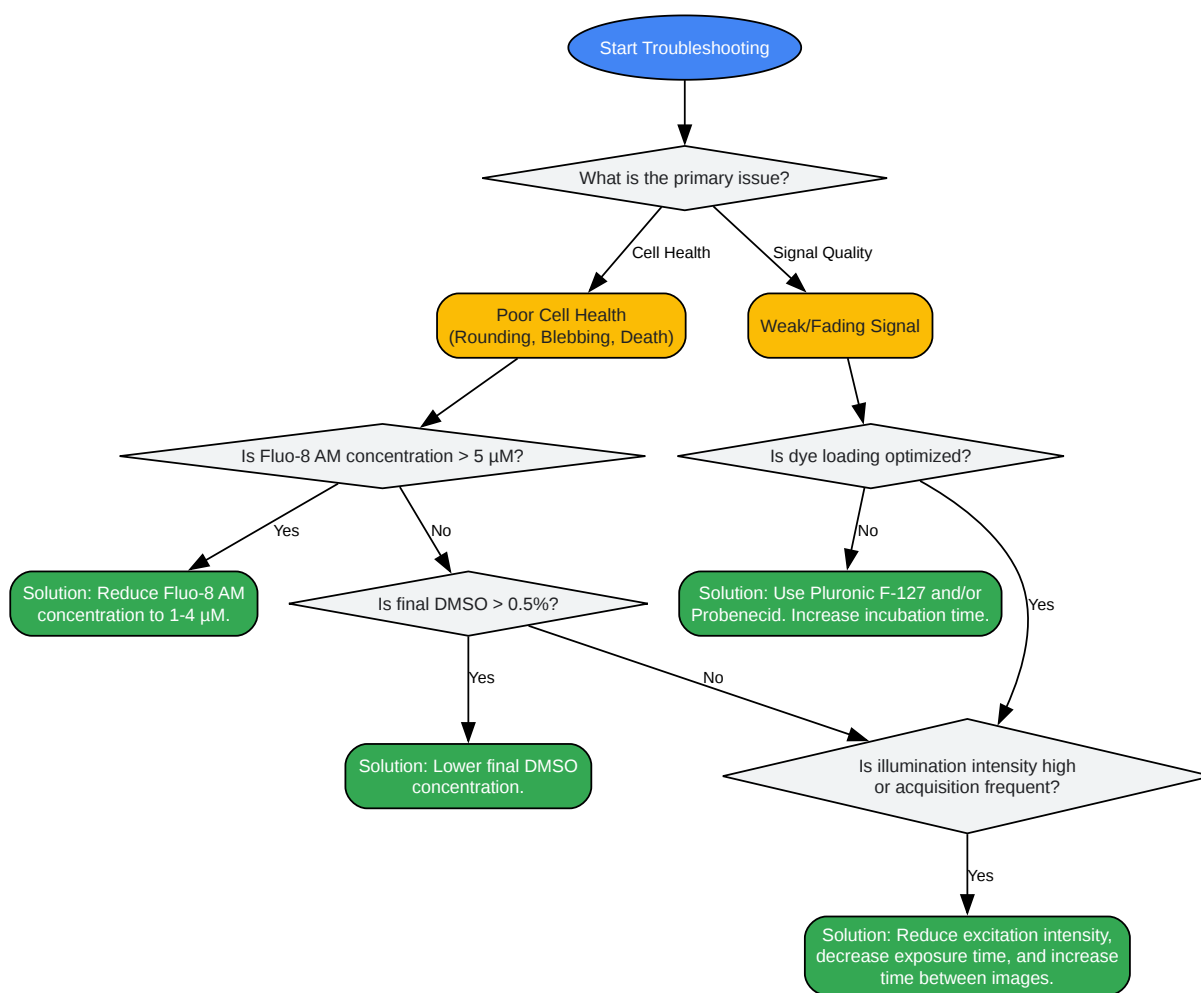 Start Troubleshooting
What is the primary issue?
Cell Health
Signal Quality
Poor Cell Health
(Rounding, Blebbing, Death)
Weak/Fading Signal
Is Fluo-8 AM concentration > 5 µM?
Is dye loading optimized?
Yes
No
No
Yes
Solution: Reduce Fluo-8 AM
concentration to 1-4 µM.
Is final DMSO > 0.5%?
Solution: Use Pluronic F-127 and/or
Probenecid. Increase incubation time.
Yes
No
Solution: Lower final DMSO
concentration.
Is illumination intensity high
or acquisition frequent?
Yes
Solution: Reduce excitation intensity,
decrease exposure time, and increase
time between images.